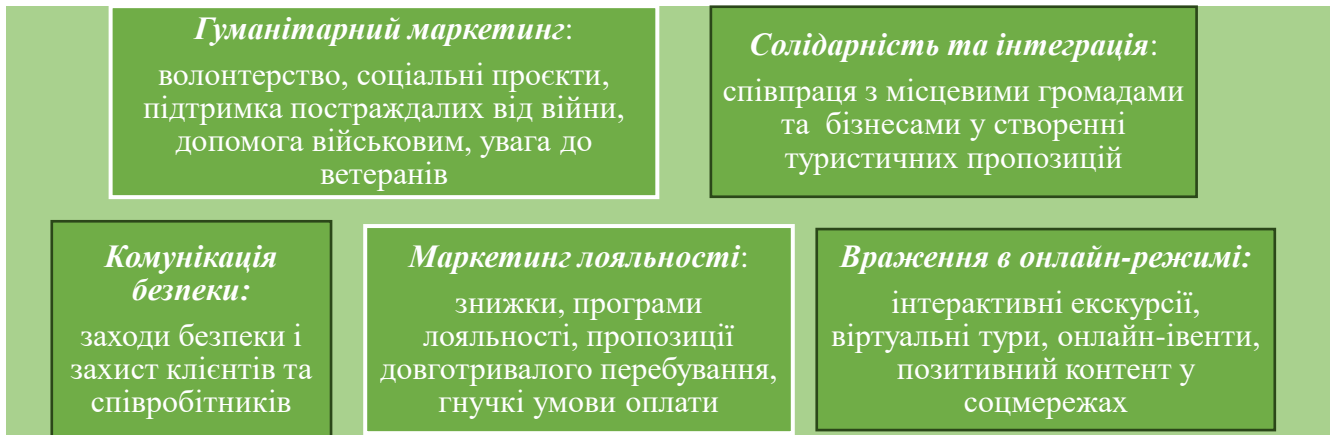 Гуманітарний маркетинг:
волонтерство, соціальні проєкти,
підтримка постраждалих від війни,
допомога військовим, увага до
ветеранів
Солідарність та інтеграція:
співпраця з місцевими громадами
та бізнесами у створенні
туристичних пропозицій
Комунікація
безпеки:
заходи безпеки і
захист клієнтів та
співробітників
Маркетинг лояльності:
знижки, програми
лояльності, пропозиції
довготривалого перебування,
гнучкі умови оплати
Враження в онлайн-режимі:
інтерактивні екскурсії,
віртуальні тури, онлайн-івенти,
позитивний контент у
соцмережах